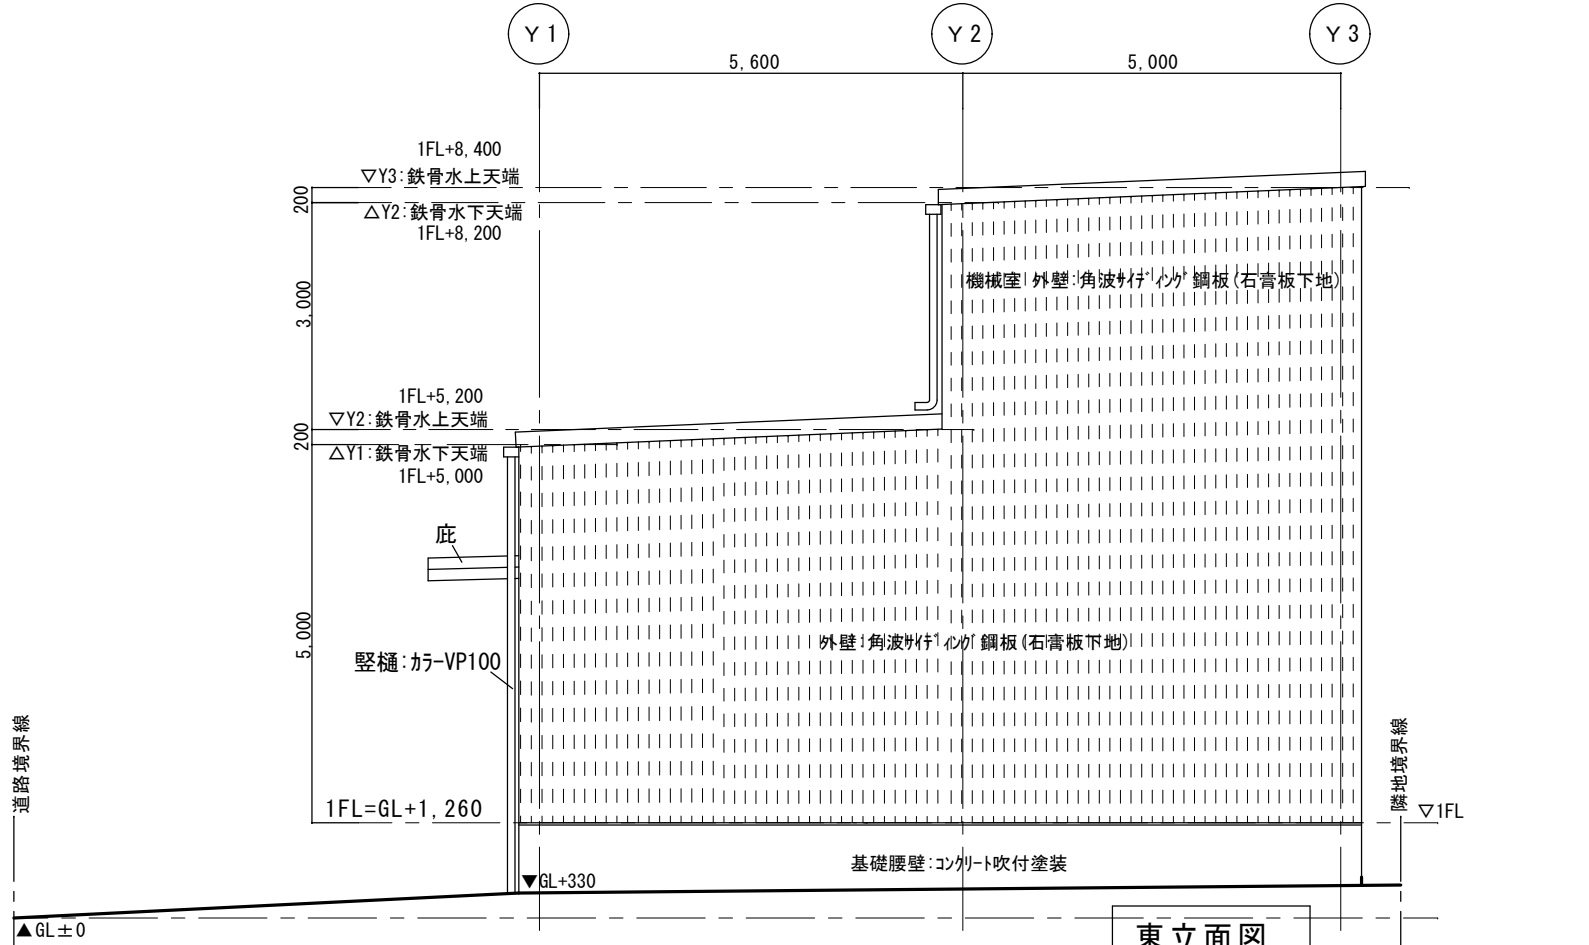 Y1
Y2
Y3
5,600
5,000
1FL+8,400
▽Y3:鉄骨水上天端
200
△Y2:鉄骨水下天端
1FL+8,200
機械室 外壁:角波ｻｲﾃﾞｨﾝｸﾞ鋼板(石膏板下地)
3,000
1FL+5,200
▽Y2:鉄骨水上天端
200
△Y1:鉄骨水下天端
1FL+5,000
庇
5,000
外壁:角波ｻｲﾃﾞｨﾝｸﾞ鋼板(石膏板下地)
竪樋:ｶﾗｰVP100
道路境界線
隣地境界線
1FL=GL+1,260
▽1FL
基礎腰壁:ｺﾝｸﾘｰﾄ吹付塗装
▼GL+330
▲GL±0
東立面図